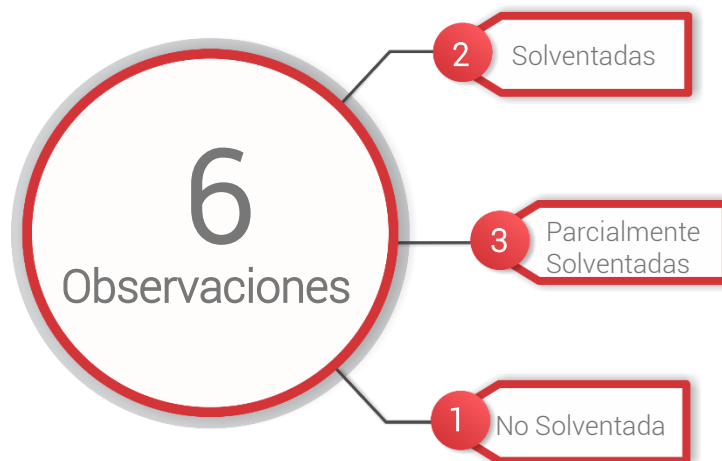 6
Observaciones
2
Solventadas
3
Parcialmente
Solventadas
1
No Solventada